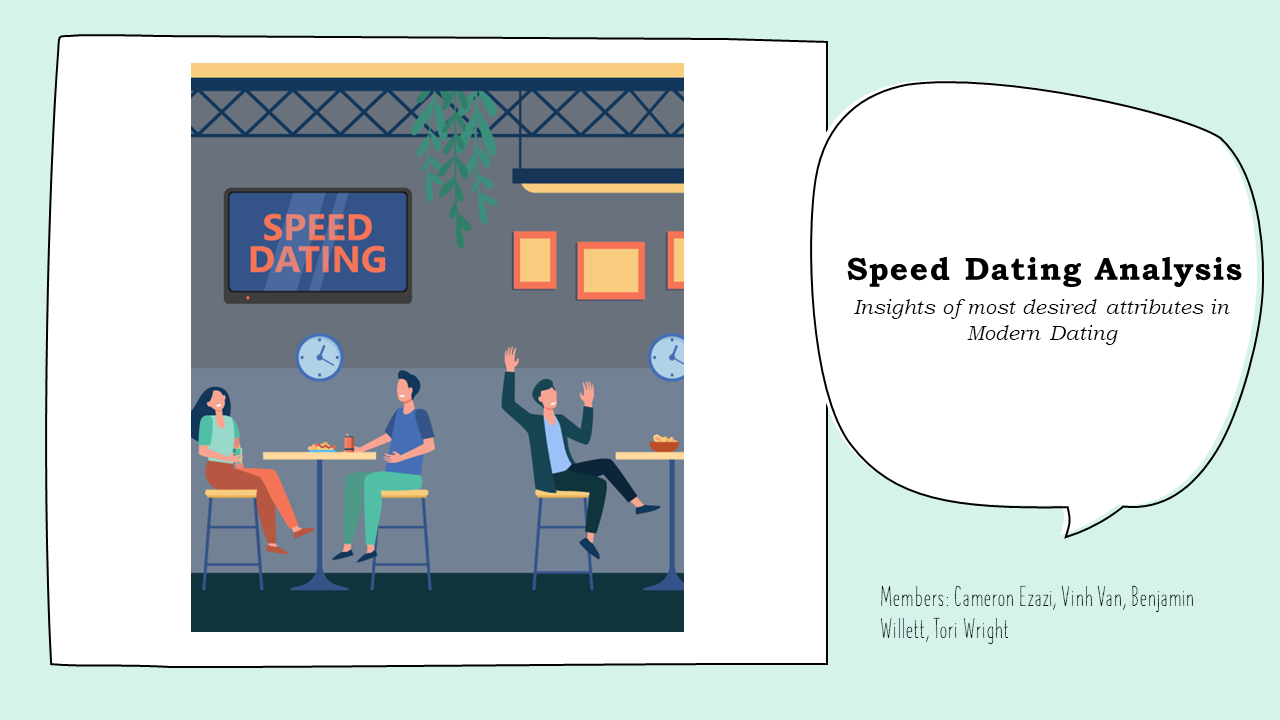 SPEED
DATING
Speed Dating Analysis
Insights of most desired attributes in
Modern Dating
Members: Cameron Ezazi, Vinh Van, Benjamin
Willett, Tori Wright